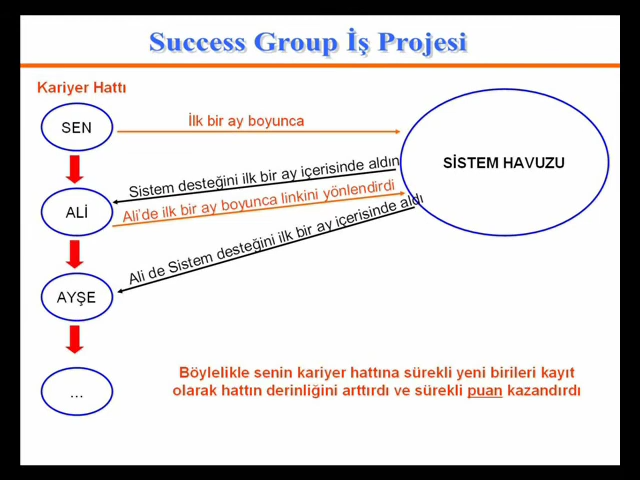 Success Group İş Projesi
Kariyer Hattı
SEN
İlk bir ay boyunca
SİSTEM HAVUZU
Sistem desteğini ilk bir ay içerisinde aldın
ALİ
Ali'de ilk bir ay boyunca linkini yönlendirdi
Ali de Sistem desteğini ilk bir ay içerisinde aldı
AYŞE
...
Böylelikle senin kariyer hattına sürekli yeni birileri kayıt
olarak hattın derinliğini arttırdı ve sürekli puan kazandırdı